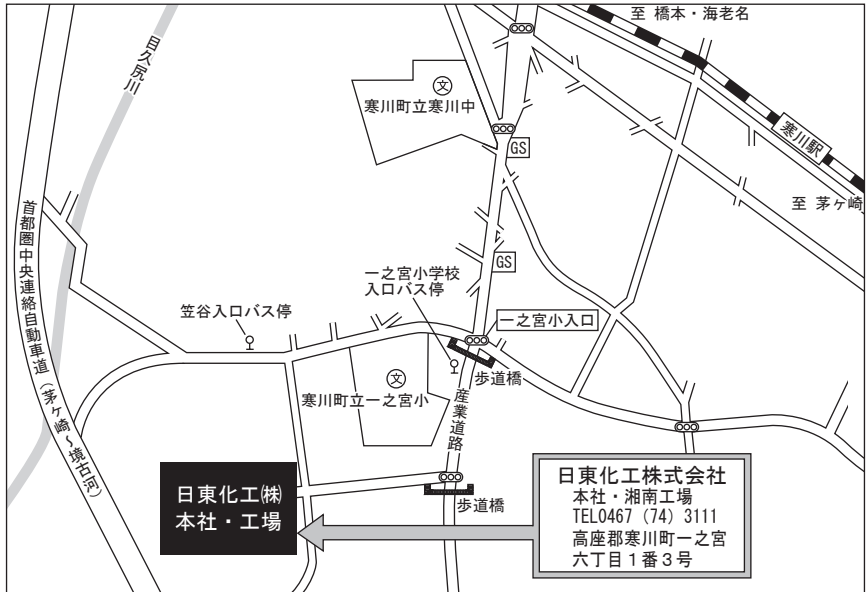 至 橋本・海老名
目久尻川
文
寒川町立寒川中
GS
寒川駅
至 茅ヶ崎
首都圏中央連絡自動車道（茅ヶ崎～境古河）
GS
一之宮小学校
入口バス停
笠谷入口バス停
一之宮小入口
歩道橋
文
寒川町立一之宮小
産業道路
日東化工㈱
本社・工場
歩道橋
日東化工株式会社
本社・湘南工場
TEL0467（74）3111
高座郡寒川町一之宮
六丁目１番３号